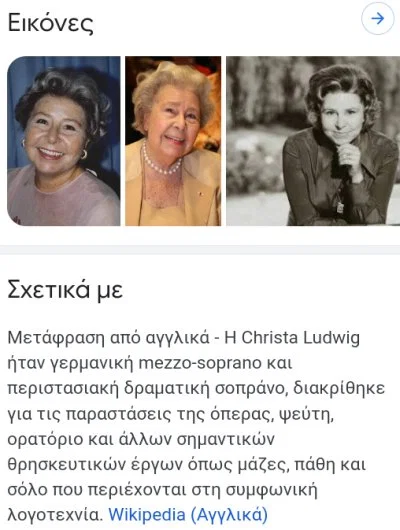 Εικόνες
Σχετικά με
Μετάφραση από αγγλικά - Η Christa Ludwig
ήταν γερμανική mezzo-soprano και
περιστασιακή δραματική σοπράνο, διακρίθηκε
για τις παραστάσεις της όπερας, ψεύτη,
ορατόριο και άλλων σημαντικών
θρησκευτικών έργων όπως μάζες, πάθη και
σόλο που περιέχονται στη συμφωνική
λογοτεχνία. Wikipedia (Αγγλικά)